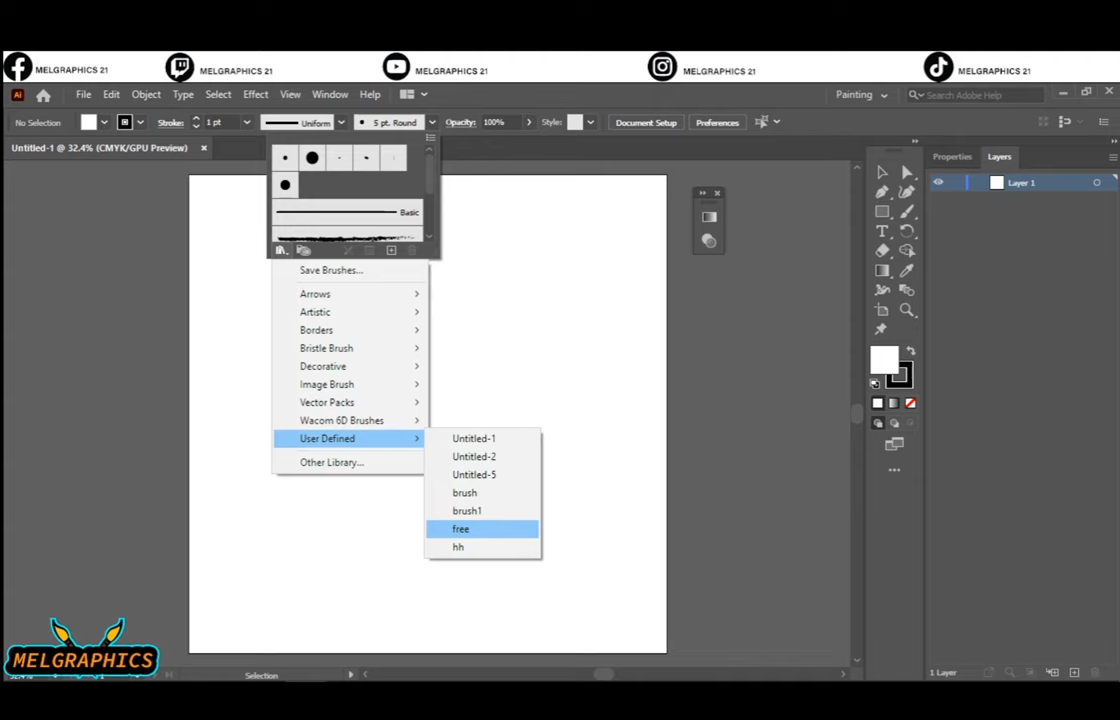 MELGRAPHICS 21 MELGRAPHICS 21 MELGRAPHICS 21 MELGRAPHICS 21 MELGRAPHICS 21
Ai File Edit Object Type Select Effect View Window Help Painting Search Adobe Help
No Selection Stroke: 1 pt Uniform 5 pt. Round Opacity: 100% Style: Document Setup Preferences
Untitled-1 @ 32.4% (CMYK/GPU Preview)
Properties Layers
Layer 1
Basic
Save Brushes...
Arrows
Artistic
Borders
Bristle Brush
Decorative
Image Brush
Vector Packs
Wacom 6D Brushes
User Defined
Other Library...
Untitled-1
Untitled-2
Untitled-5
brush
brush1
free
hh
T
MELGRAPHICS
Selection
1 Layer